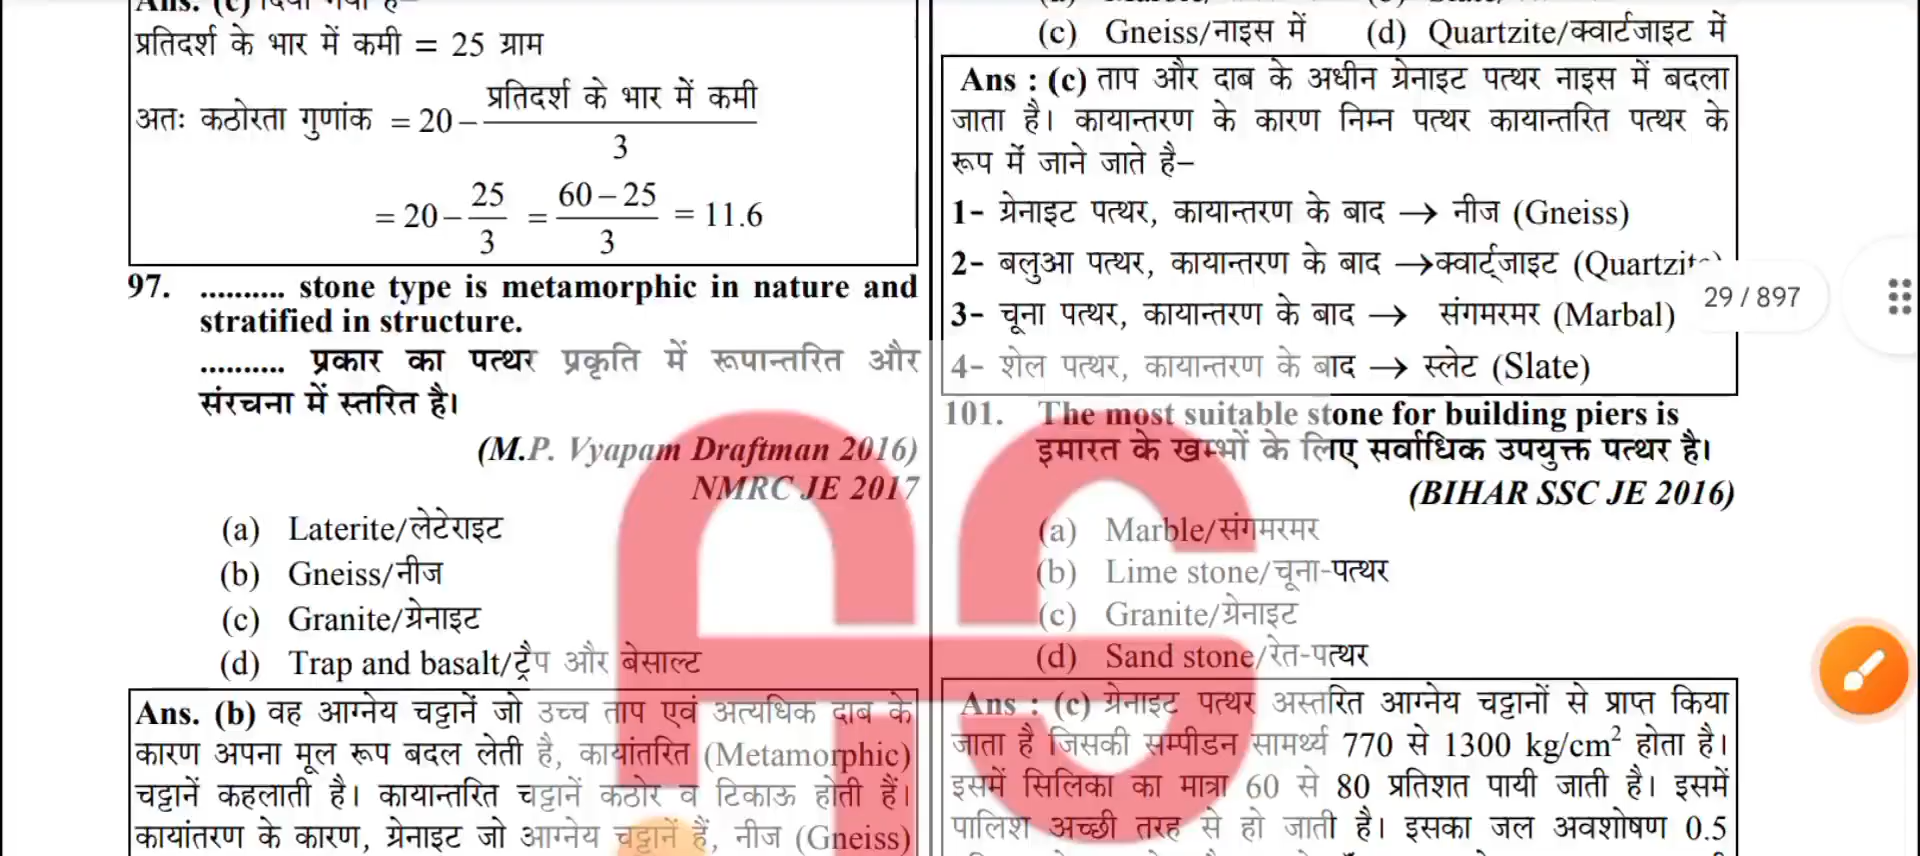 प्रतिदर्श के भार में कमी = 25 ग्राम
अतः कठोरता गुणांक = 20 – प्रतिदर्श के भार में कमी / 3
= 20 – 25/3 = 60 – 25 / 3 = 11.6
97. .......... stone type is metamorphic in nature and
stratified in structure.
.......... प्रकार का पत्थर प्रकृति में रूपान्तरित और
संरचना में स्तरित है।
(M.P. Vyapam Draftman 2016)
NMRC JE 2017
(a) Laterite/लेटेराइट
(b) Gneiss/नीज
(c) Granite/ग्रेनाइट
(d) Trap and basalt/ट्रैप और बेसाल्ट
Ans. (b) वह आग्नेय चट्टानें जो उच्च ताप एवं अत्यधिक दाब के
कारण अपना मूल रूप बदल लेती है, कायांतरित (Metamorphic)
चट्टानें कहलाती है। कायान्तरित चट्टानें कठोर व टिकाऊ होती हैं।
कायांतरण के कारण, ग्रेनाइट जो आग्नेय चट्टानें हैं, नीज (Gneiss)
(c) Gneiss/नाइस में (d) Quartzite/क्वार्टजाइट में
Ans : (c) ताप और दाब के अधीन ग्रेनाइट पत्थर नाइस में बदला
जाता है। कायान्तरण के कारण निम्न पत्थर कायान्तरित पत्थर के
रूप में जाने जाते है–
1- ग्रेनाइट पत्थर, कायान्तरण के बाद → नीज (Gneiss)
2- बलुआ पत्थर, कायान्तरण के बाद →क्वार्ट्जाइट
3- चूना पत्थर, कायान्तरण के बाद → संगमरमर (Marbal)
4- शेल पत्थर, कायान्तरण के बाद → स्लेट (Slate)
101. The most suitable stone for building piers is
इमारत के खम्भों के लिए सर्वाधिक उपयुक्त पत्थर है।
(BIHAR SSC JE 2016)
(a) Marble/संगमरमर
(b) Lime stone/चूना-पत्थर
(c) Granite/ग्रेनाइट
(d) Sand stone/रेत-पत्थर
Ans : (c) ग्रेनाइट पत्थर अस्तरित आग्नेय चट्टानों से प्राप्त किया
जाता है जिसकी सम्पीडन सामर्थ्य 770 से 1300 kg/cm² होता है।
इसमें सिलिका का मात्रा 60 से 80 प्रतिशत पायी जाती है। इसमें
पालिश अच्छी तरह से हो जाती है। इसका जल अवशोषण 0.5
29 / 897